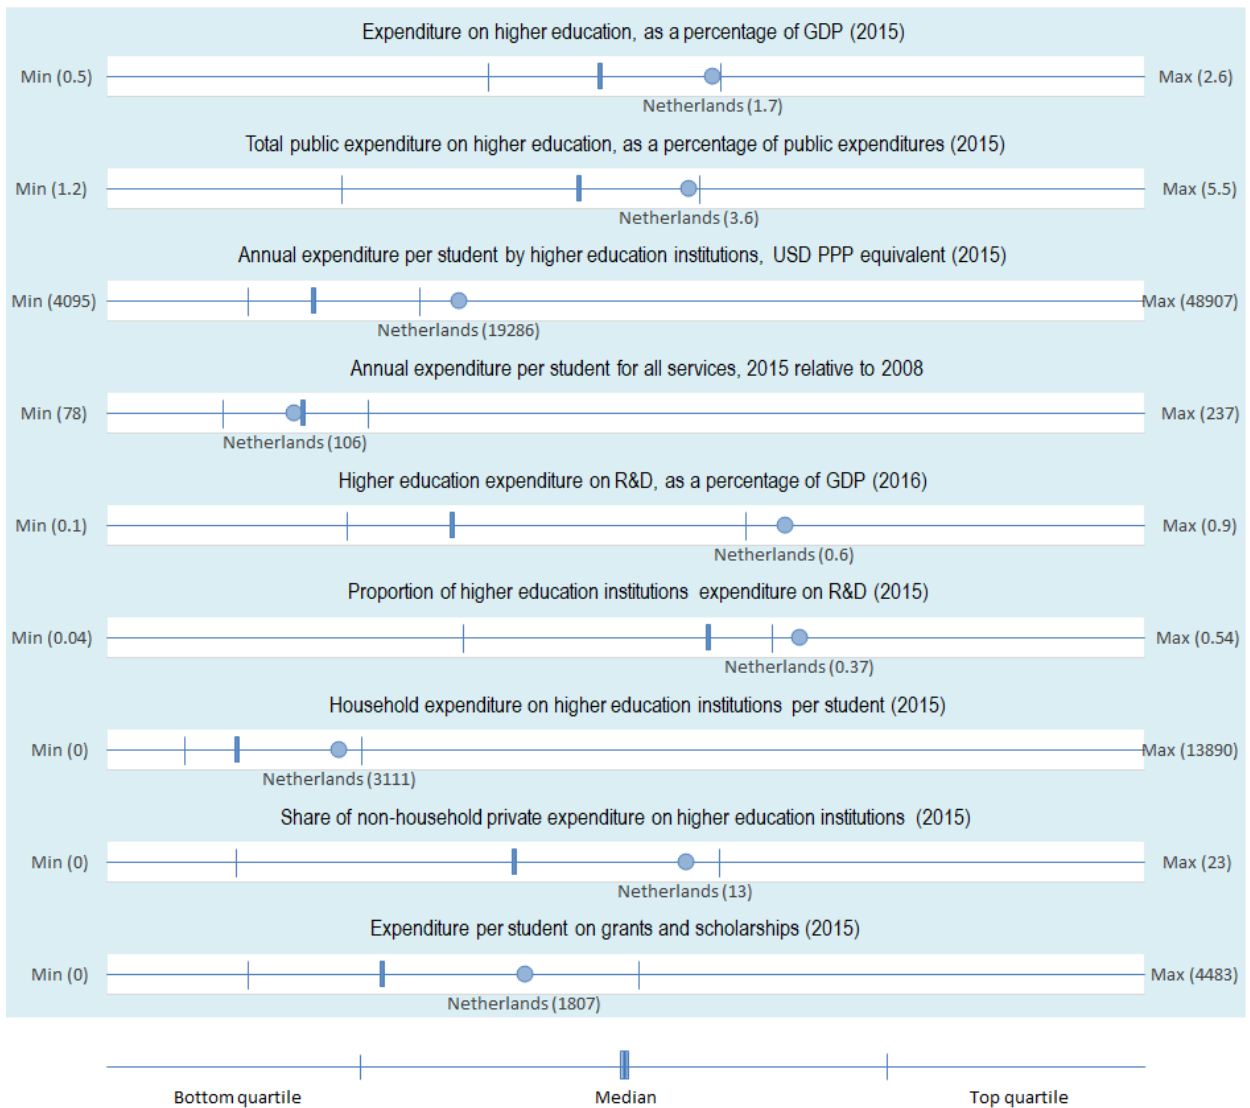 Expenditure on higher education, as a percentage of GDP (2015)
Min (0.5)
Max (2.6)
Netherlands (1.7)
Total public expenditure on higher education, as a percentage of public expenditures (2015)
Min (1.2)
Max (5.5)
Netherlands (3.6)
Annual expenditure per student by higher education institutions, USD PPP equivalent (2015)
Min (4095)
Max (48907)
Netherlands (19286)
Annual expenditure per student for all services, 2015 relative to 2008
Min (78)
Max (237)
Netherlands (106)
Higher education expenditure on R&D, as a percentage of GDP (2016)
Min (0.1)
Max (0.9)
Netherlands (0.6)
Proportion of higher education institutions expenditure on R&D (2015)
Min (0.04)
Max (0.54)
Netherlands (0.37)
Household expenditure on higher education institutions per student (2015)
Min (0)
Max (13890)
Netherlands (3111)
Share of non-household private expenditure on higher education institutions (2015)
Min (0)
Max (23)
Netherlands (13)
Expenditure per student on grants and scholarships (2015)
Min (0)
Max (4483)
Netherlands (1807)
Bottom quartile
Median
Top quartile